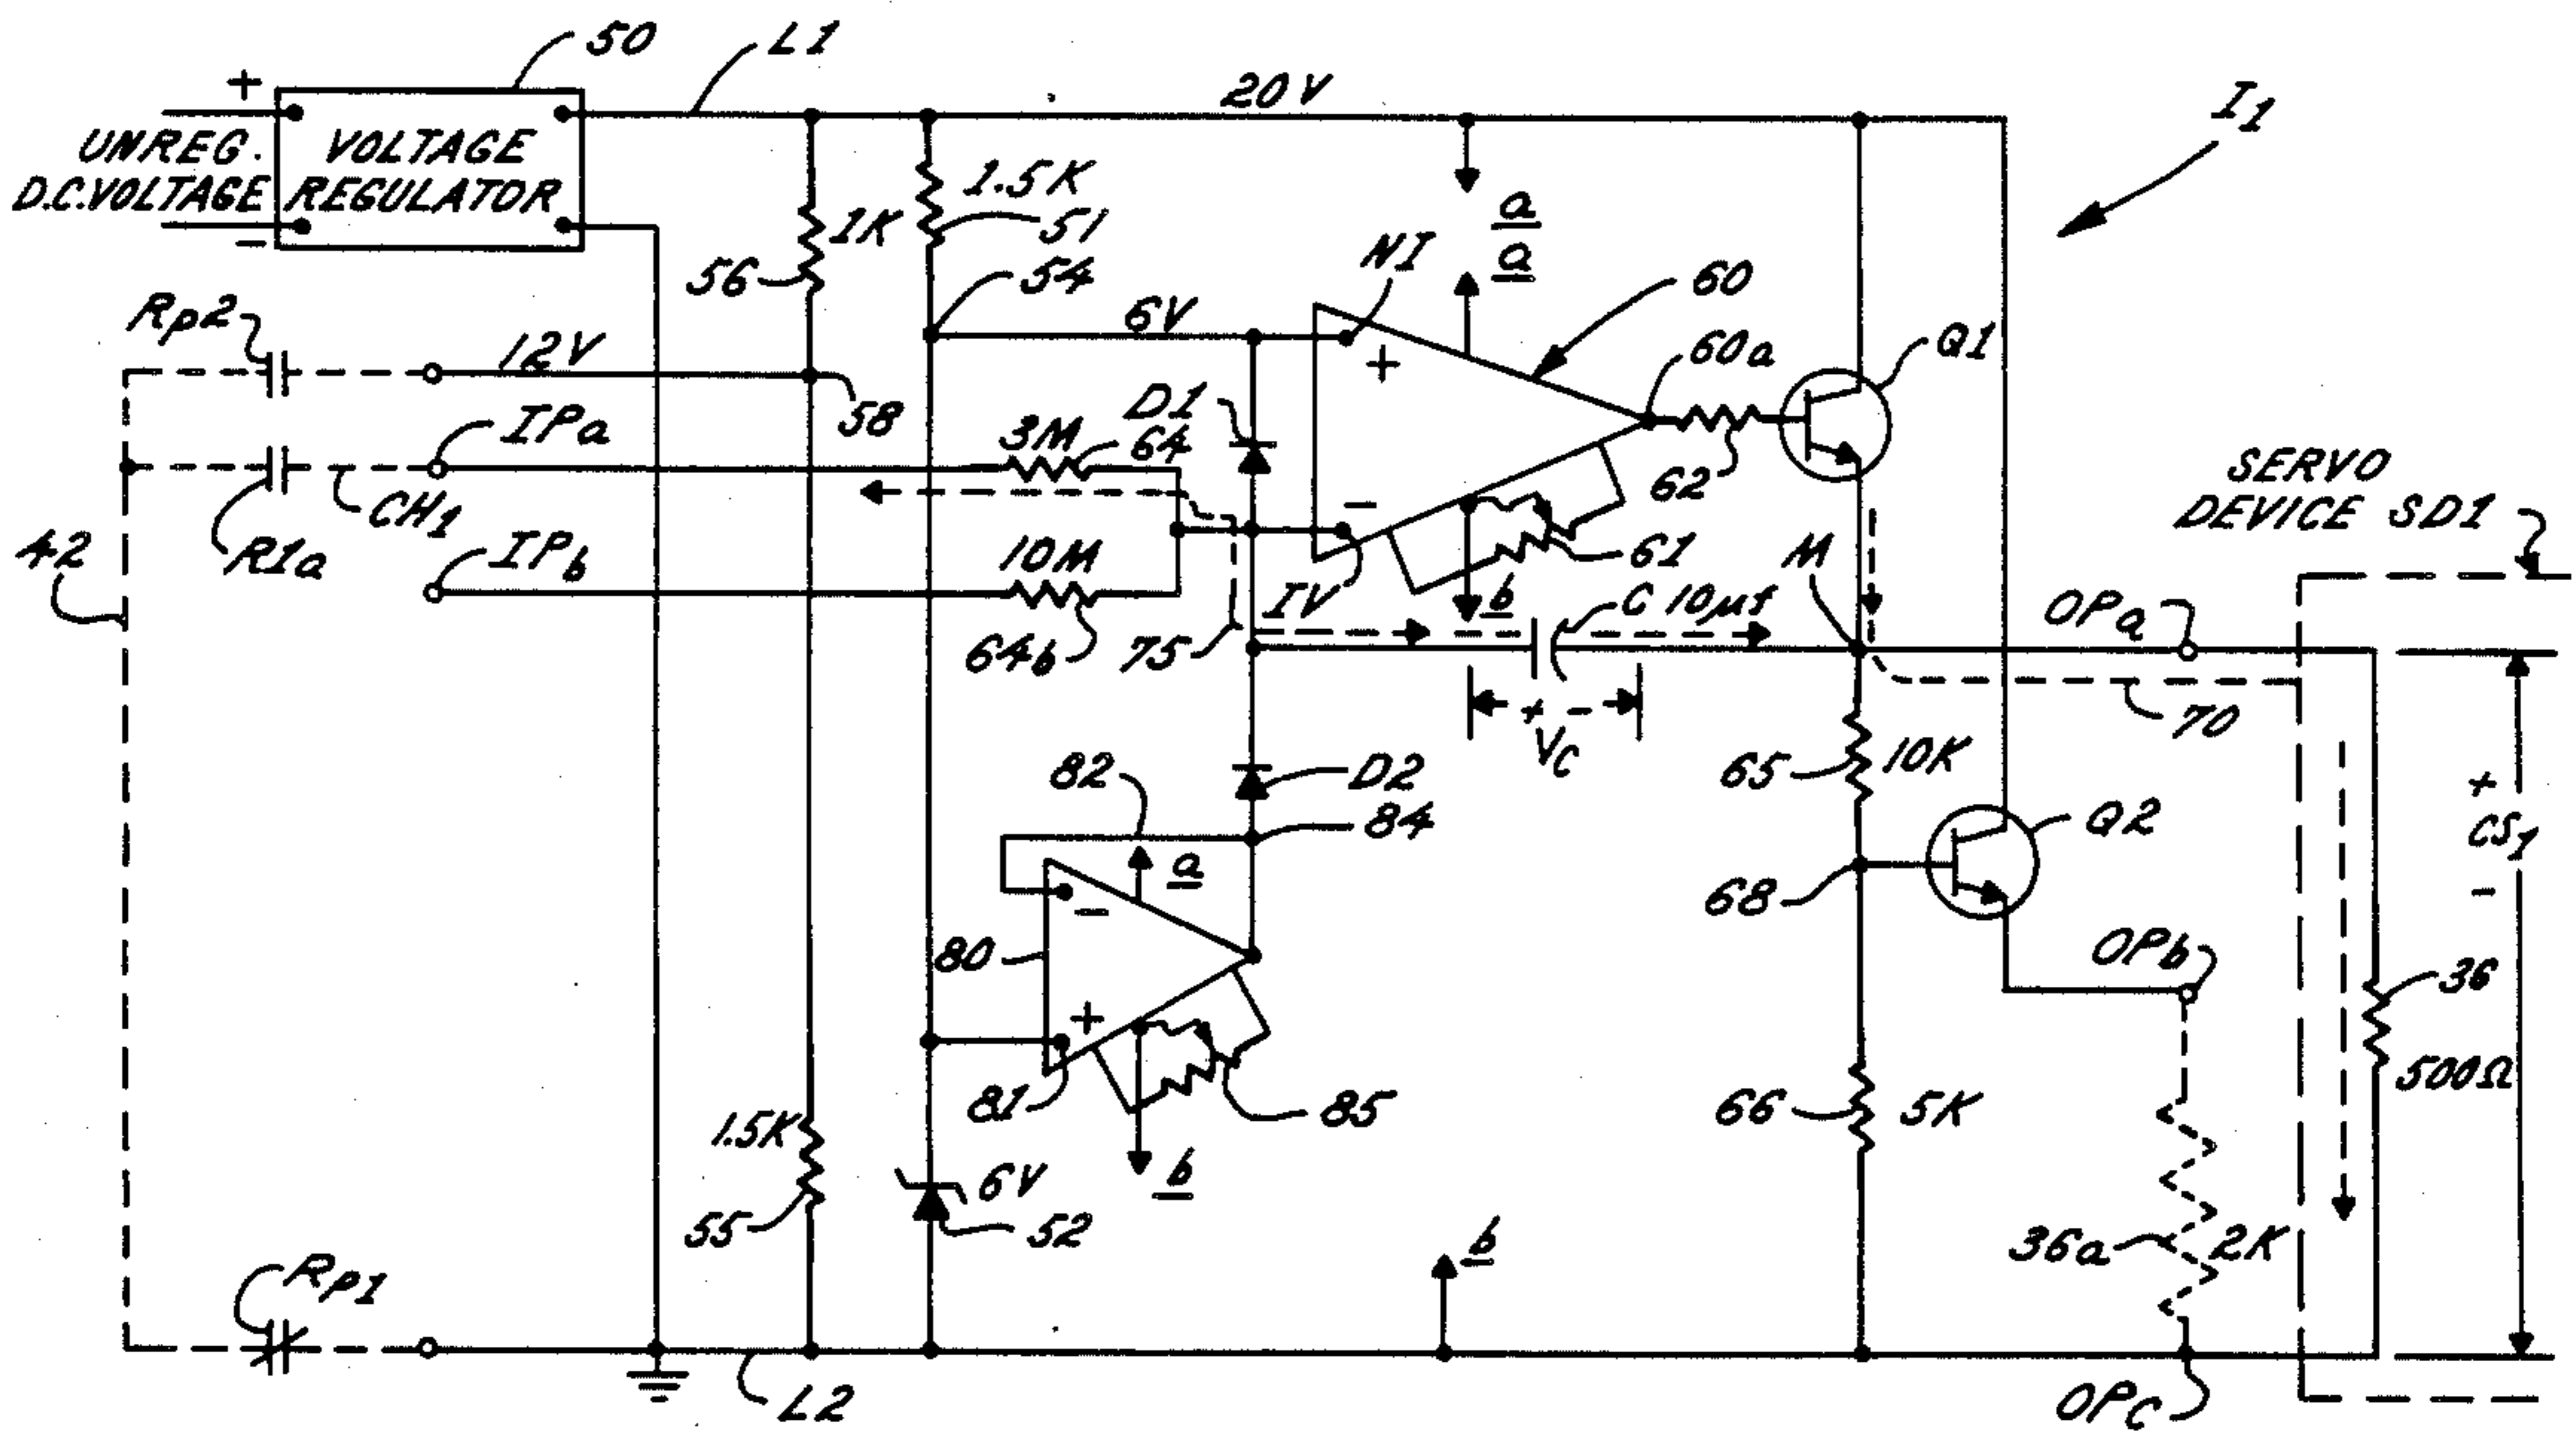 50
L1
20V
I1
+
UNREG.
D.C. VOLTAGE
-
VOLTAGE
REGULATOR
1K
56
1.5K
51
54
a
a
NI
60
60a
Q1
Rp2
12V
58
6V
+
-
D1
IPa
3M
64
CH1
R1a
42
IPb
10M
64b
75
IV
62
61
b
C 10µf
M
SERVO
DEVICE SD1
OPa
70
+ -
VC
65
10K
82
D2
84
a
-
80
+
81
85
b
68
Q2
OPb
+
CS1
-
36
500Ω
1.5K
55
6V
52
66
5K
36a
2K
Rp1
L2
b
OPC